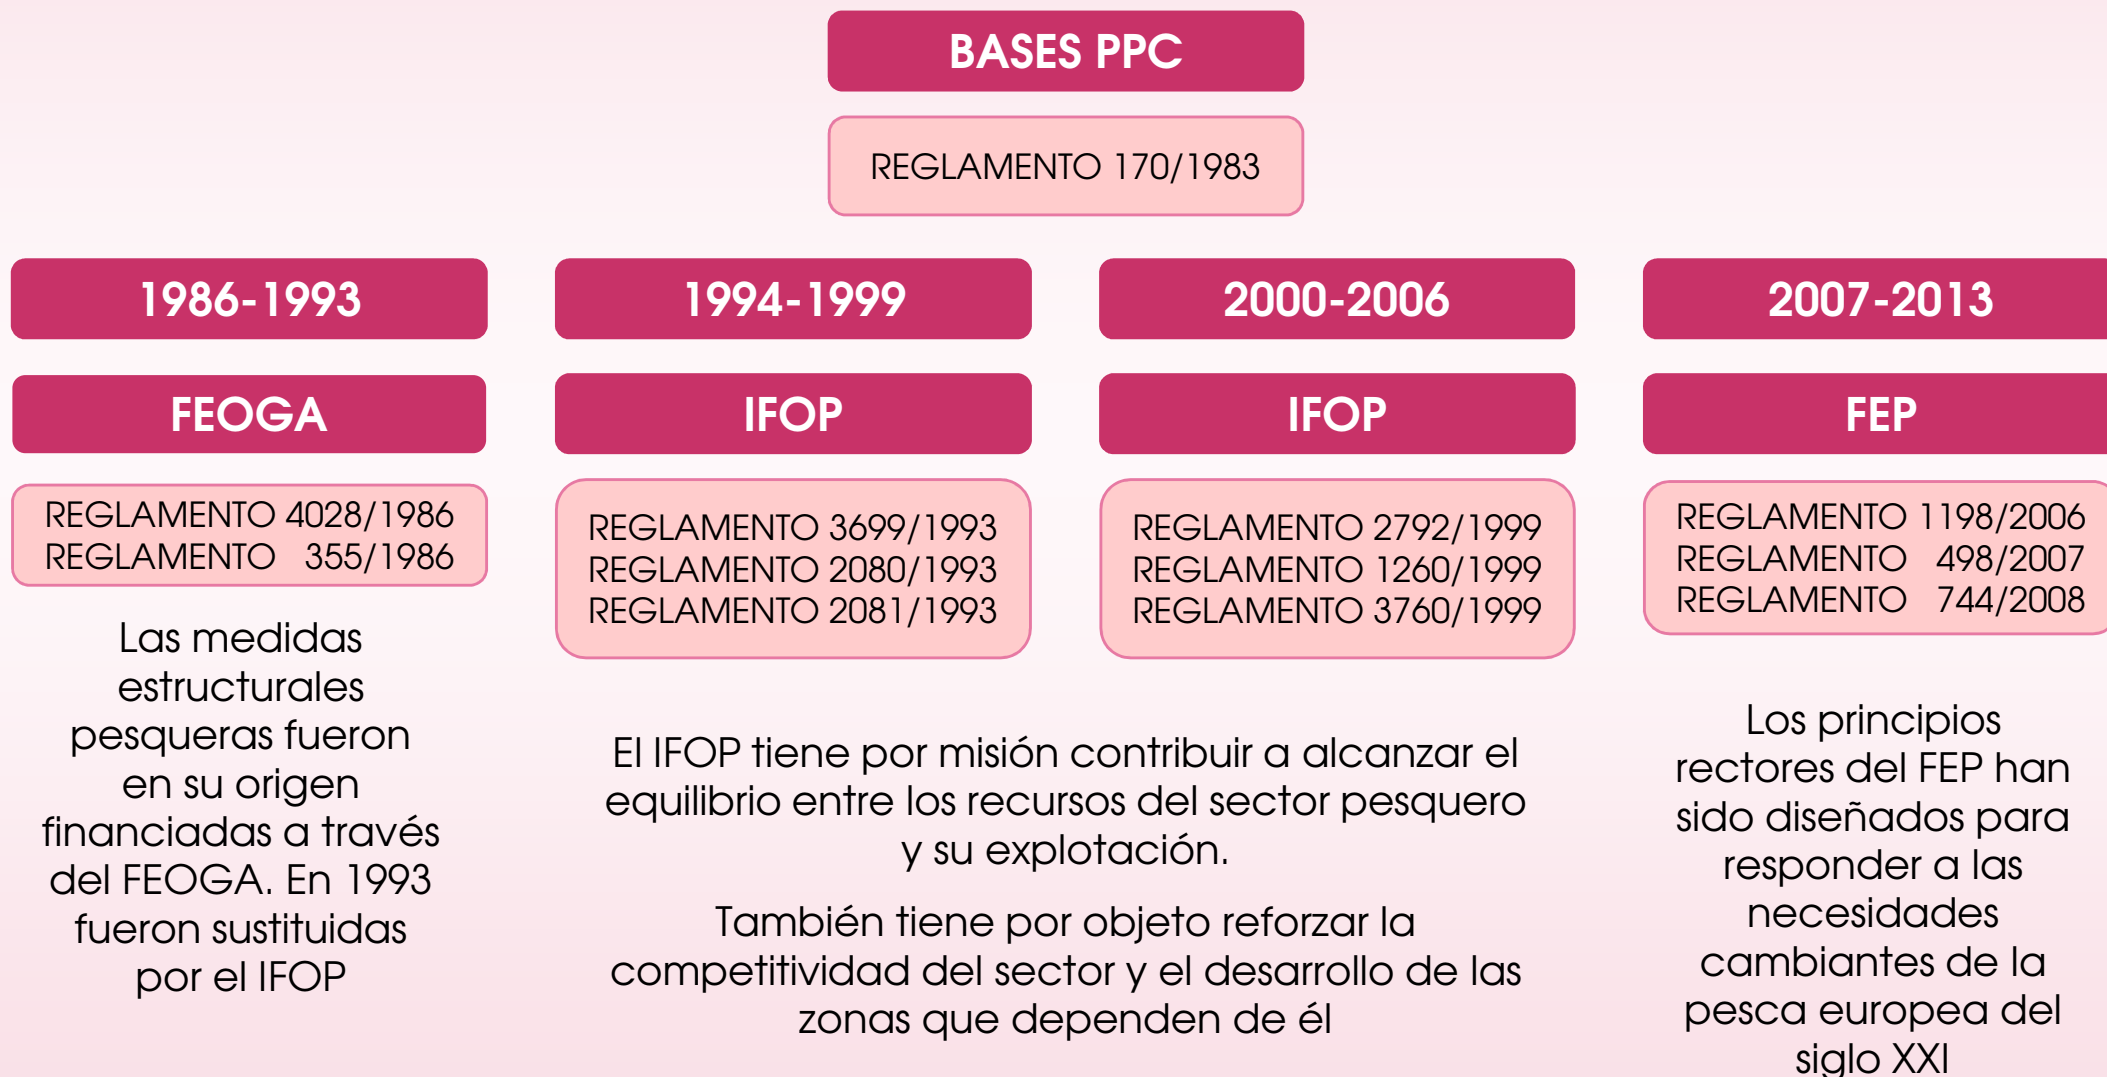 BASES PPC
REGLAMENTO 170/1983
1986-1993
FEOGA
REGLAMENTO 4028/1986
REGLAMENTO 355/1986
Las medidas
estructurales
pesqueras fueron
en su origen
financiadas a través
del FEOGA. En 1993
fueron sustituidas
por el IFOP
1994-1999
IFOP
REGLAMENTO 3699/1993
REGLAMENTO 2080/1993
REGLAMENTO 2081/1993
2000-2006
IFOP
REGLAMENTO 2792/1999
REGLAMENTO 1260/1999
REGLAMENTO 3760/1999
El IFOP tiene por misión contribuir a alcanzar el
equilibrio entre los recursos del sector pesquero
y su explotación.
También tiene por objeto reforzar la
competitividad del sector y el desarrollo de las
zonas que dependen de él
2007-2013
FEP
REGLAMENTO 1198/2006
REGLAMENTO 498/2007
REGLAMENTO 744/2008
Los principios
rectores del FEP han
sido diseñados para
responder a las
necesidades
cambiantes de la
pesca europea del
siglo XXI